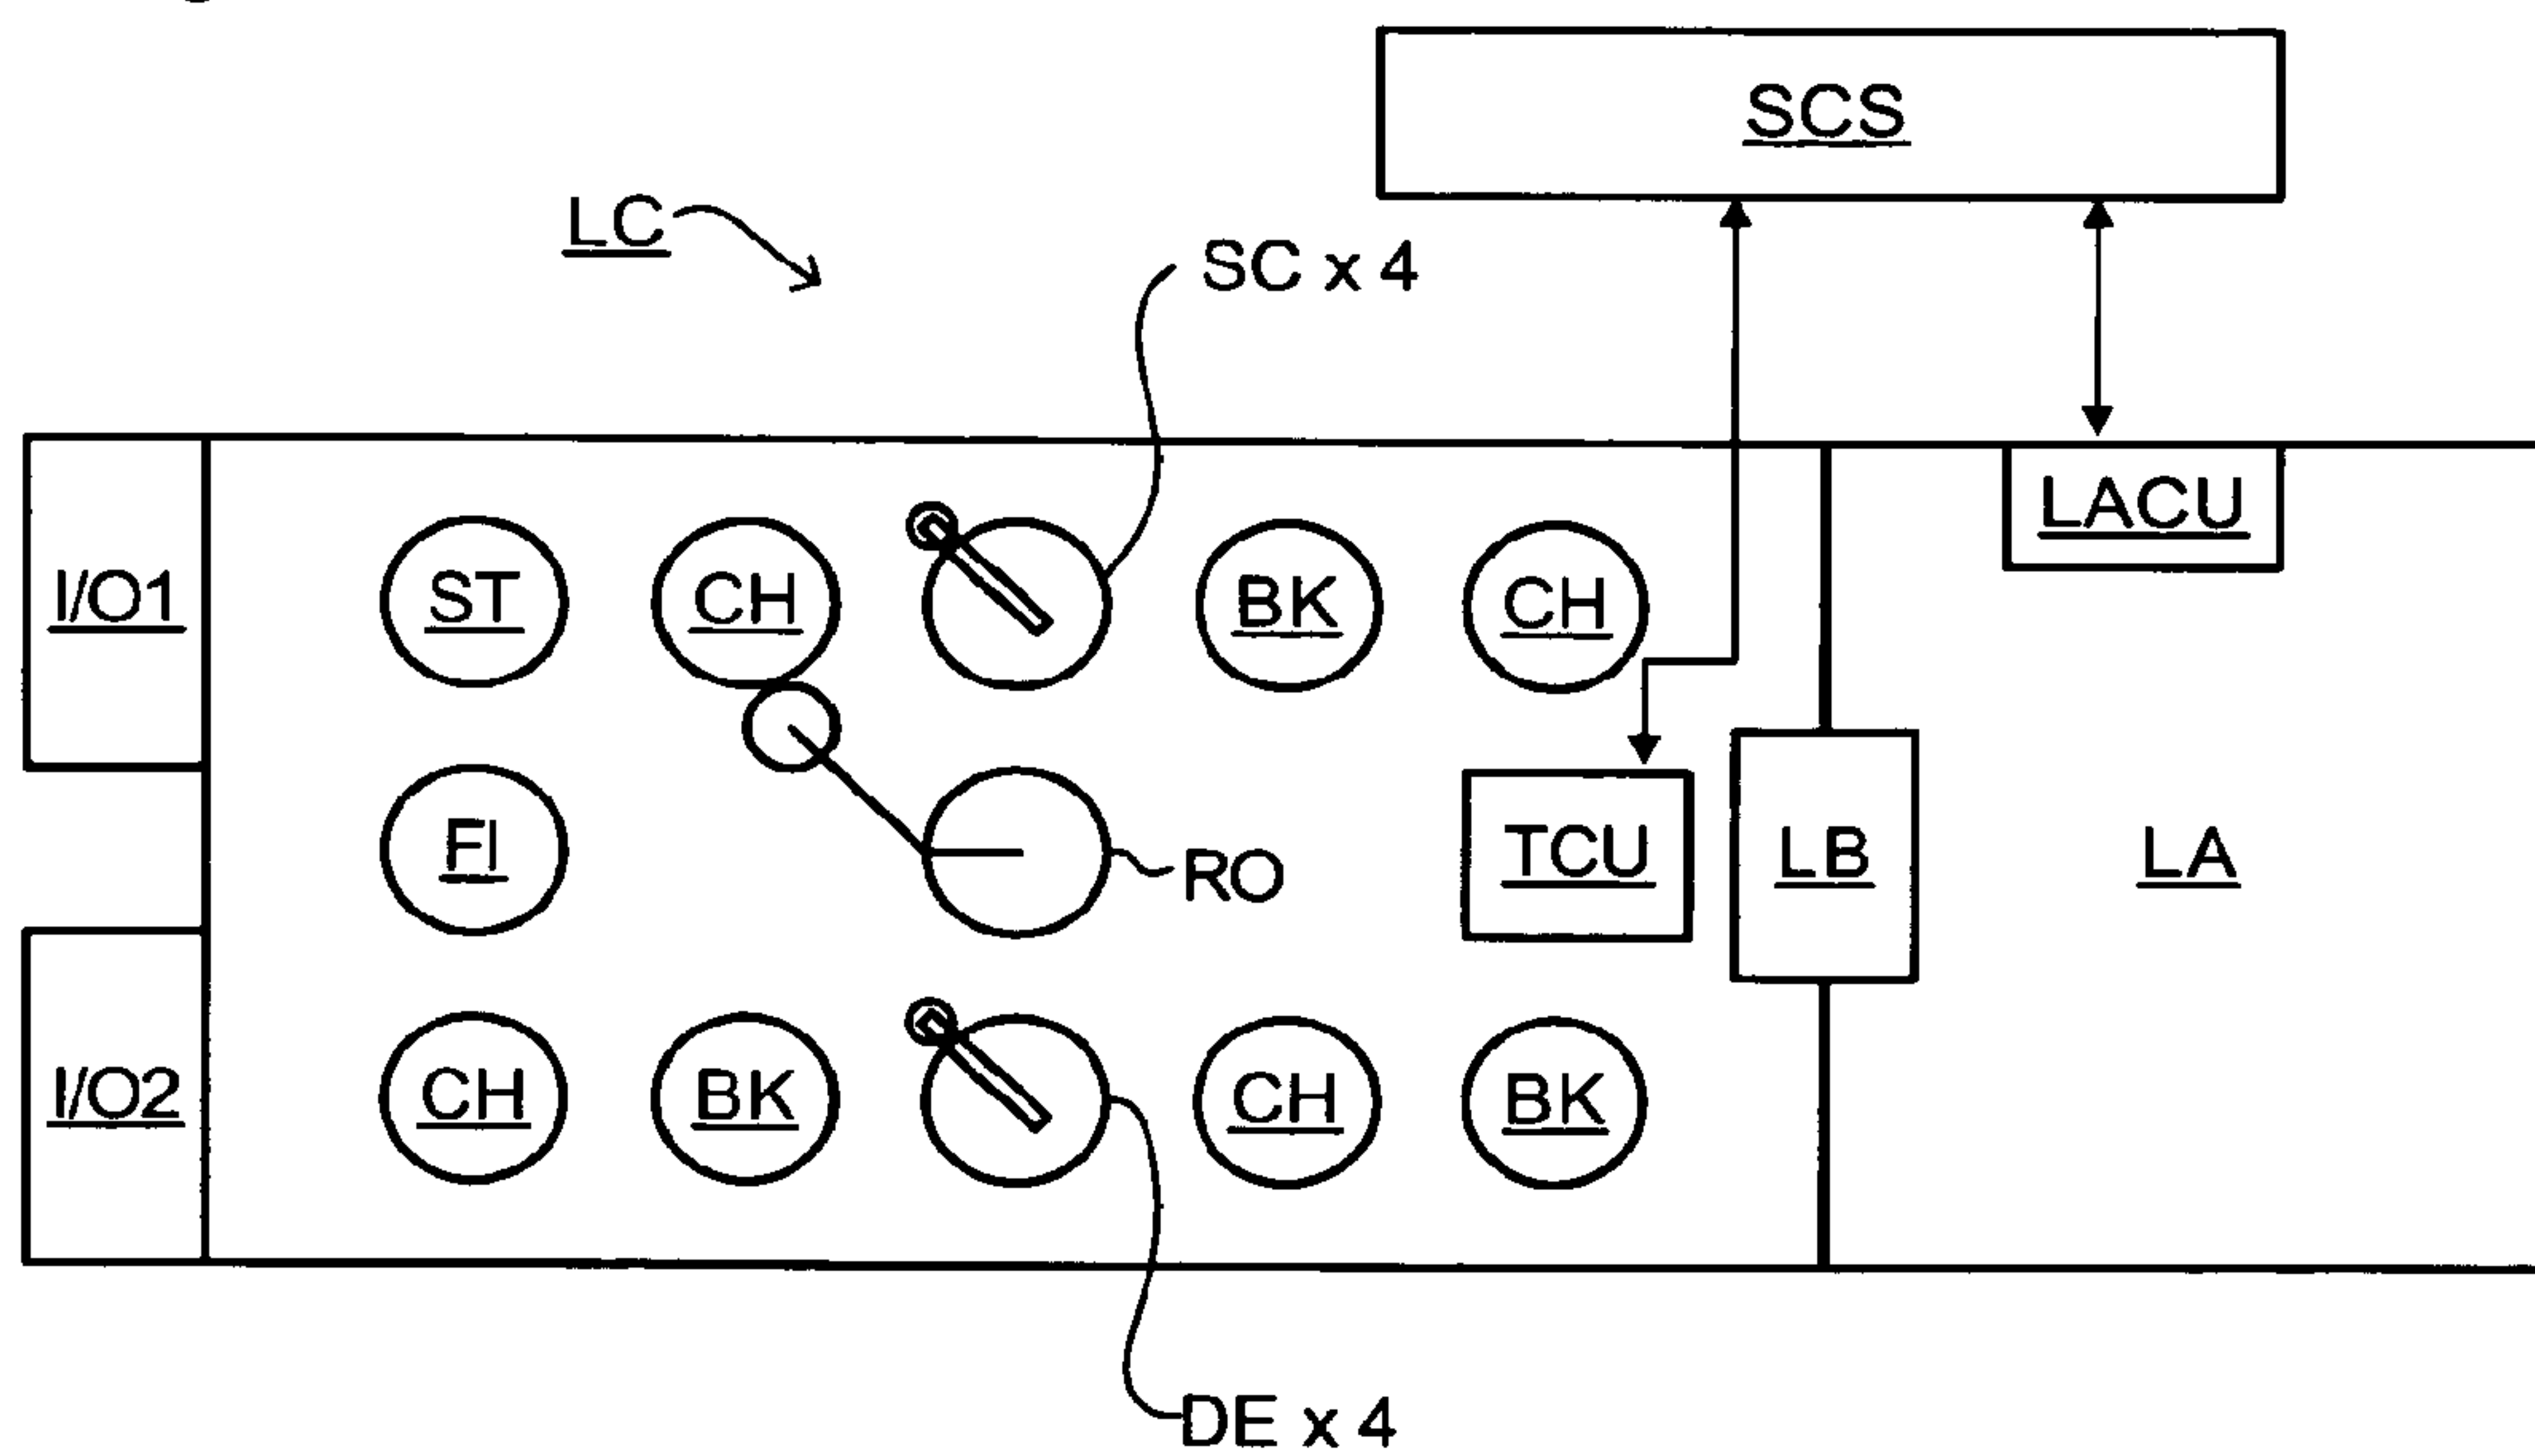 SCS
LC
SC x 4
LACU
I/O1
ST
CH
BK
CH
FI
RO
TCU
LB
LA
I/O2
CH
BK
CH
BK
DE x 4